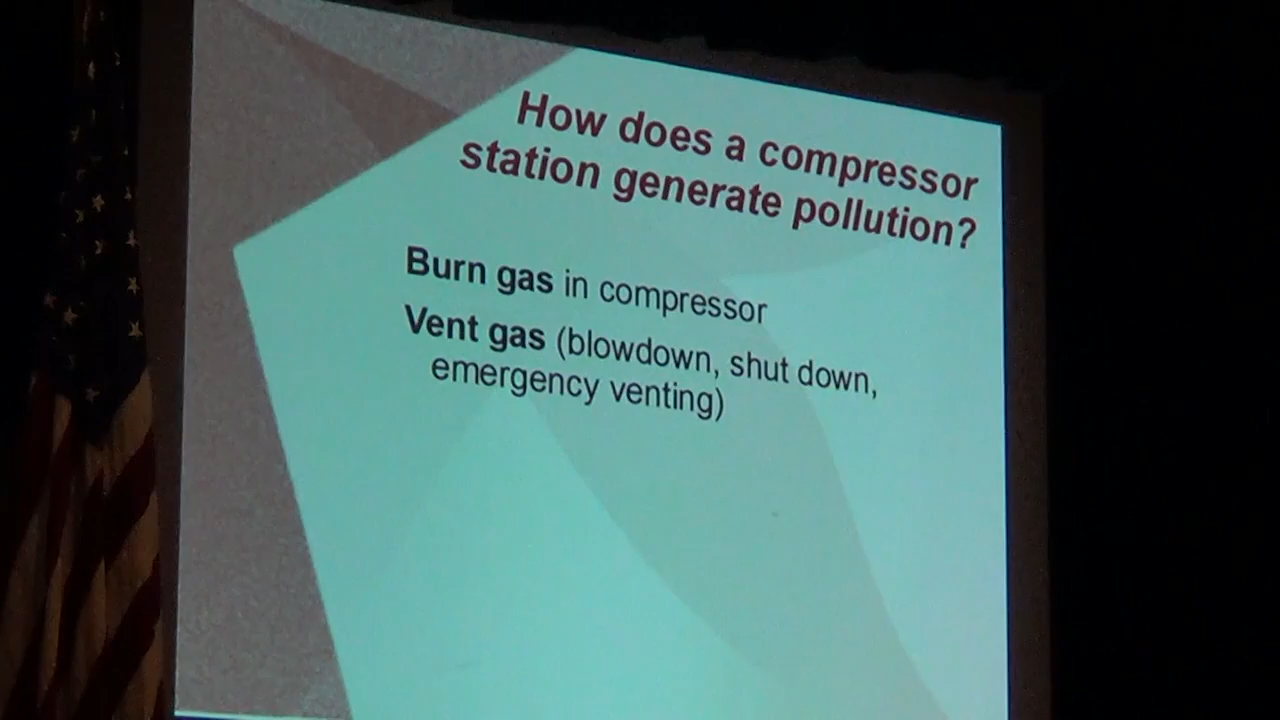 How does a compressor
station generate pollution?
Burn gas in compressor
Vent gas (blowdown, shut down,
emergency venting)